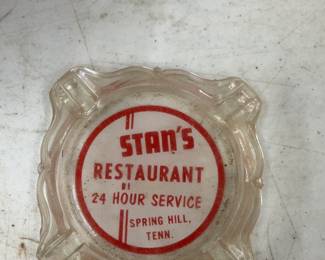 STAN'S
RESTAURANT
24 HOUR SERVICE
SPRING HILL,
TENN.